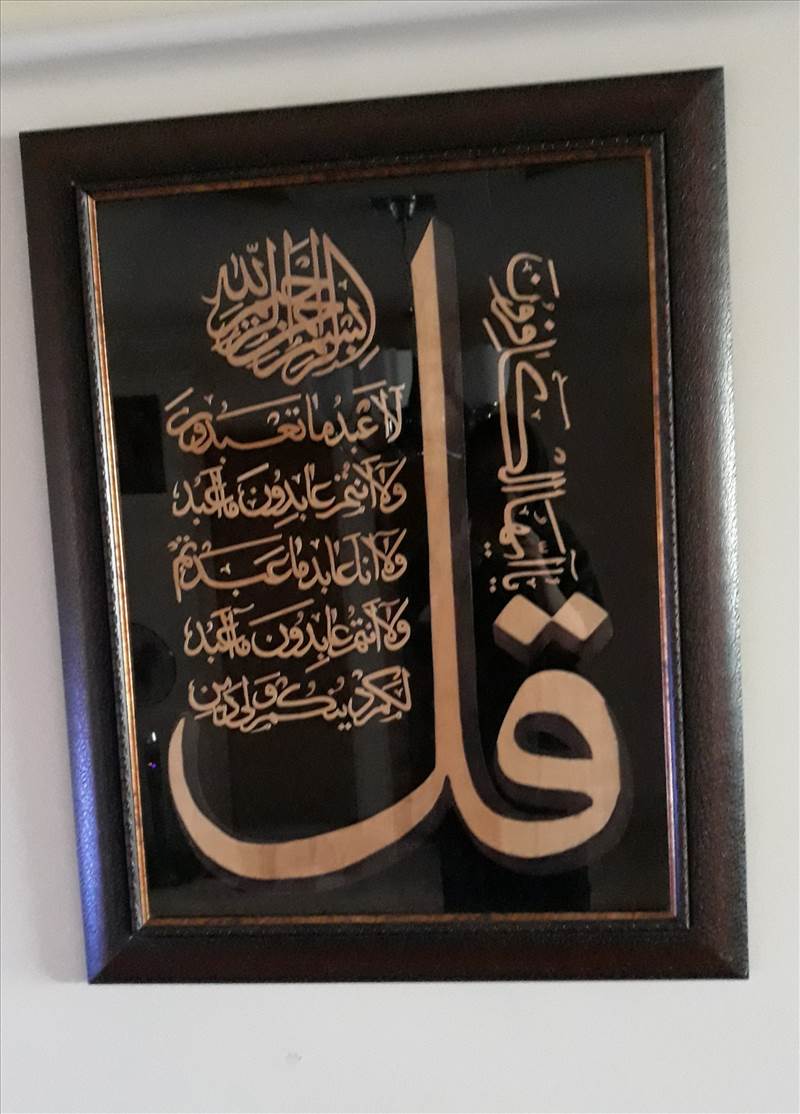 بسم الله الرحمن الرحيم
قل
يا أيها الكافرون
لا أعبد ما تعبدون
ولا أنتم عابدون ما أعبد
ولا أنا عابد ما عبدتم
ولا أنتم عابدون ما أعبد
لكم دينكم ولي دين